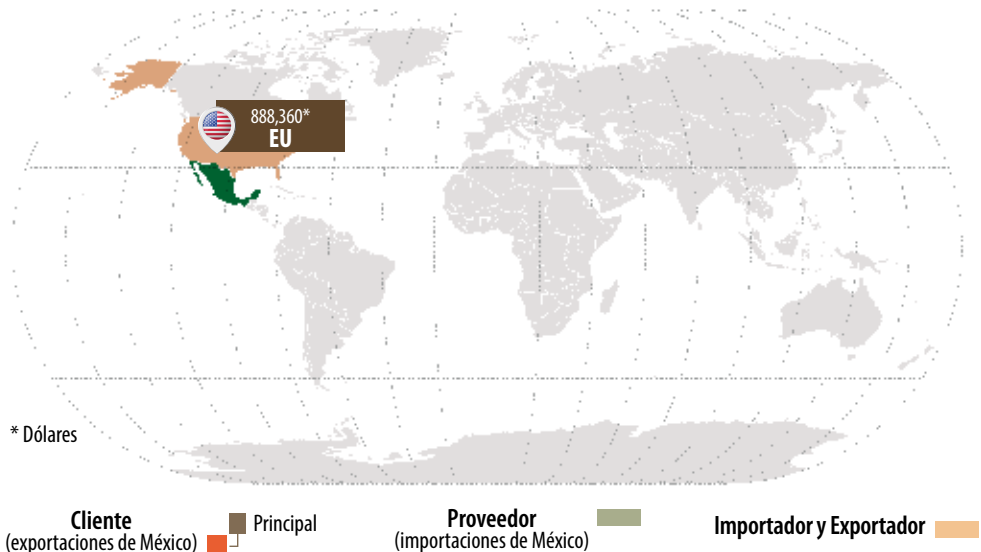 888,360*
EU
* Dólares
Cliente
(exportaciones de México)
Principal
Proveedor
(importaciones de México)
Importador y Exportador